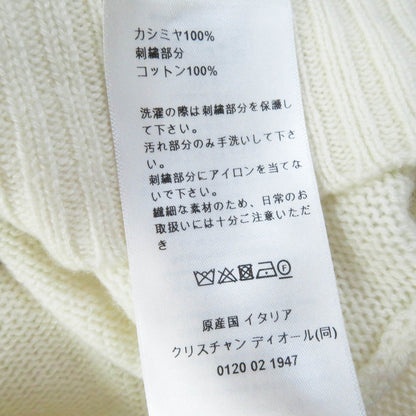 カシミヤ100%
刺繍部分
コットン100%
洗濯の際は刺繍部分を保護し
て下さい。
汚れ部分のみ手洗いして下さ
い。
刺繍部分にアイロンを当てな
いで下さい。
繊細な素材のため、日常のお
取扱いには十分ご注意いただ
き
原産国 イタリア
クリスチャン ディオール(同)
0120 02 1947